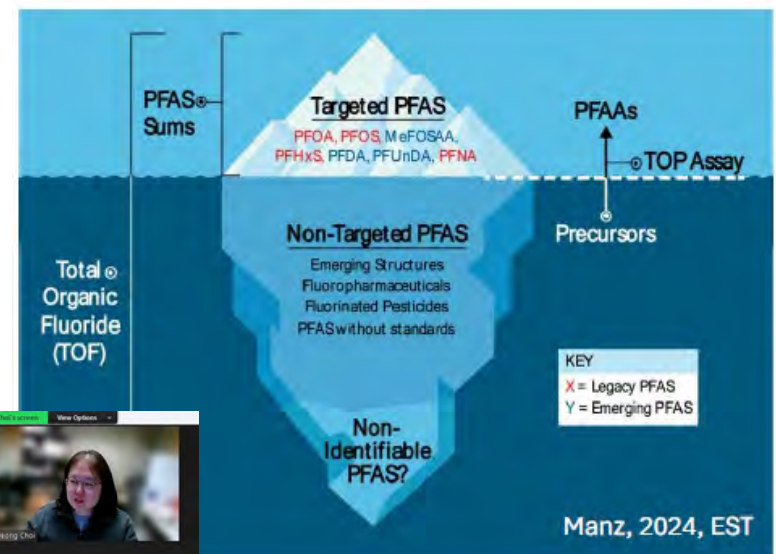 PFAS
Sums
Targeted PFAS
PFOA, PFOS, MeFOSAA,
PFHxS, PFDA, PFUnDA, PFNA
PFAAs
TOP Assay
Precursors
Non-Targeted PFAS
Emerging Structures
Fluoropharmaceuticals
Fluorinated Pesticides
PFAS without standards
Total
Organic
Fluoride
(TOF)
KEY
X = Legacy PFAS
Y = Emerging PFAS
Non-
Identifiable
PFAS?
screen View Options
Choi
Manz, 2024, EST